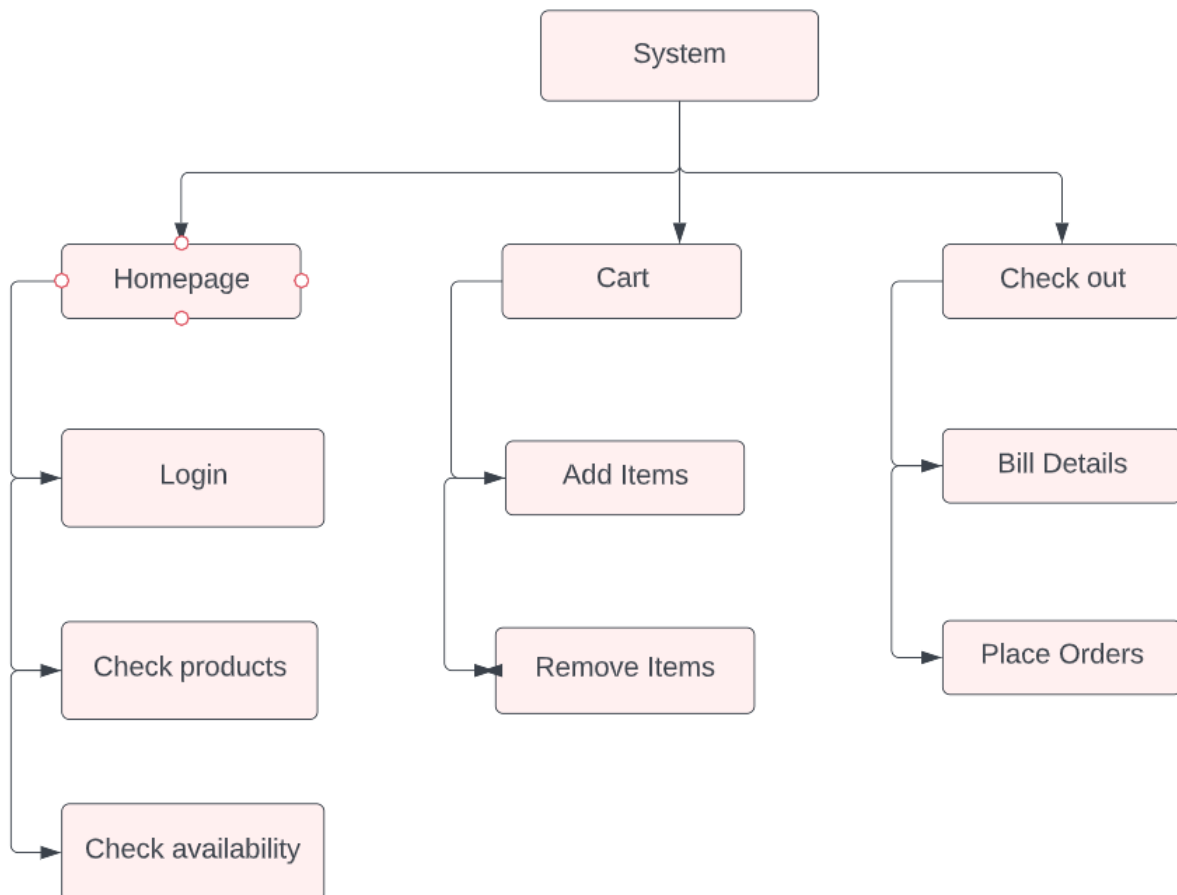 System
Homepage
Cart
Check out
Login
Add Items
Bill Details
Check products
Remove Items
Place Orders
Check availability